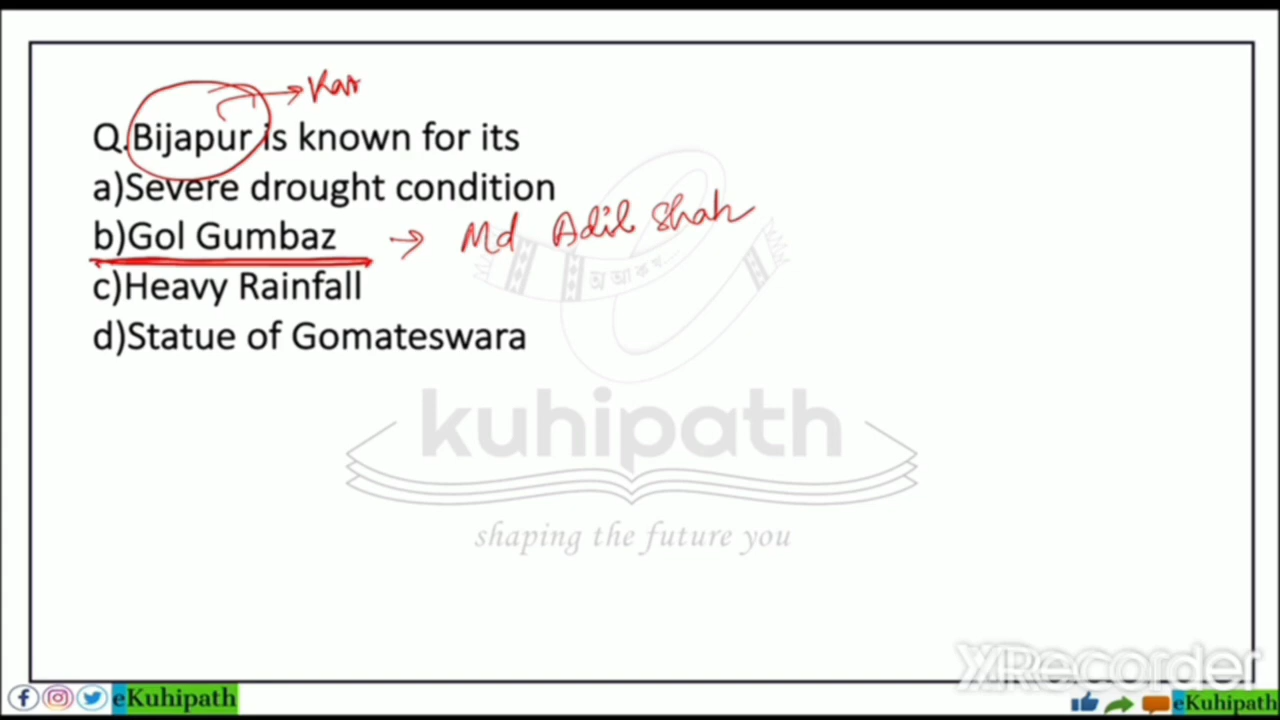 Kar
Q.Bijapur is known for its
a)Severe drought condition
b)Gol Gumbaz → Md Adil Shah
c)Heavy Rainfall
d)Statue of Gomateswara
kuhipath
shaping the future you
XRecorder
eKuhipath
eKuhipath